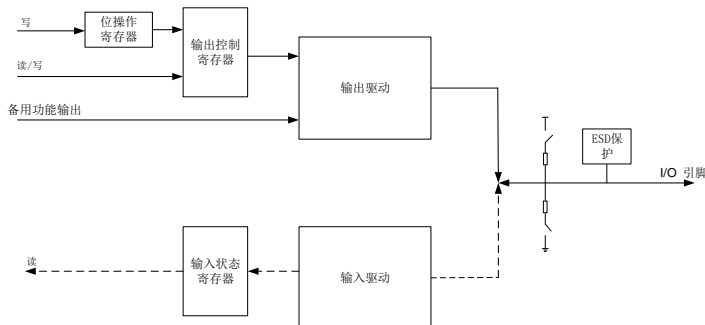 写
位操作
寄存器
读/写
输出控制
寄存器
备用功能输出
输出驱动
ESD保
护
I/O 引脚
读
输入状态
寄存器
输入驱动